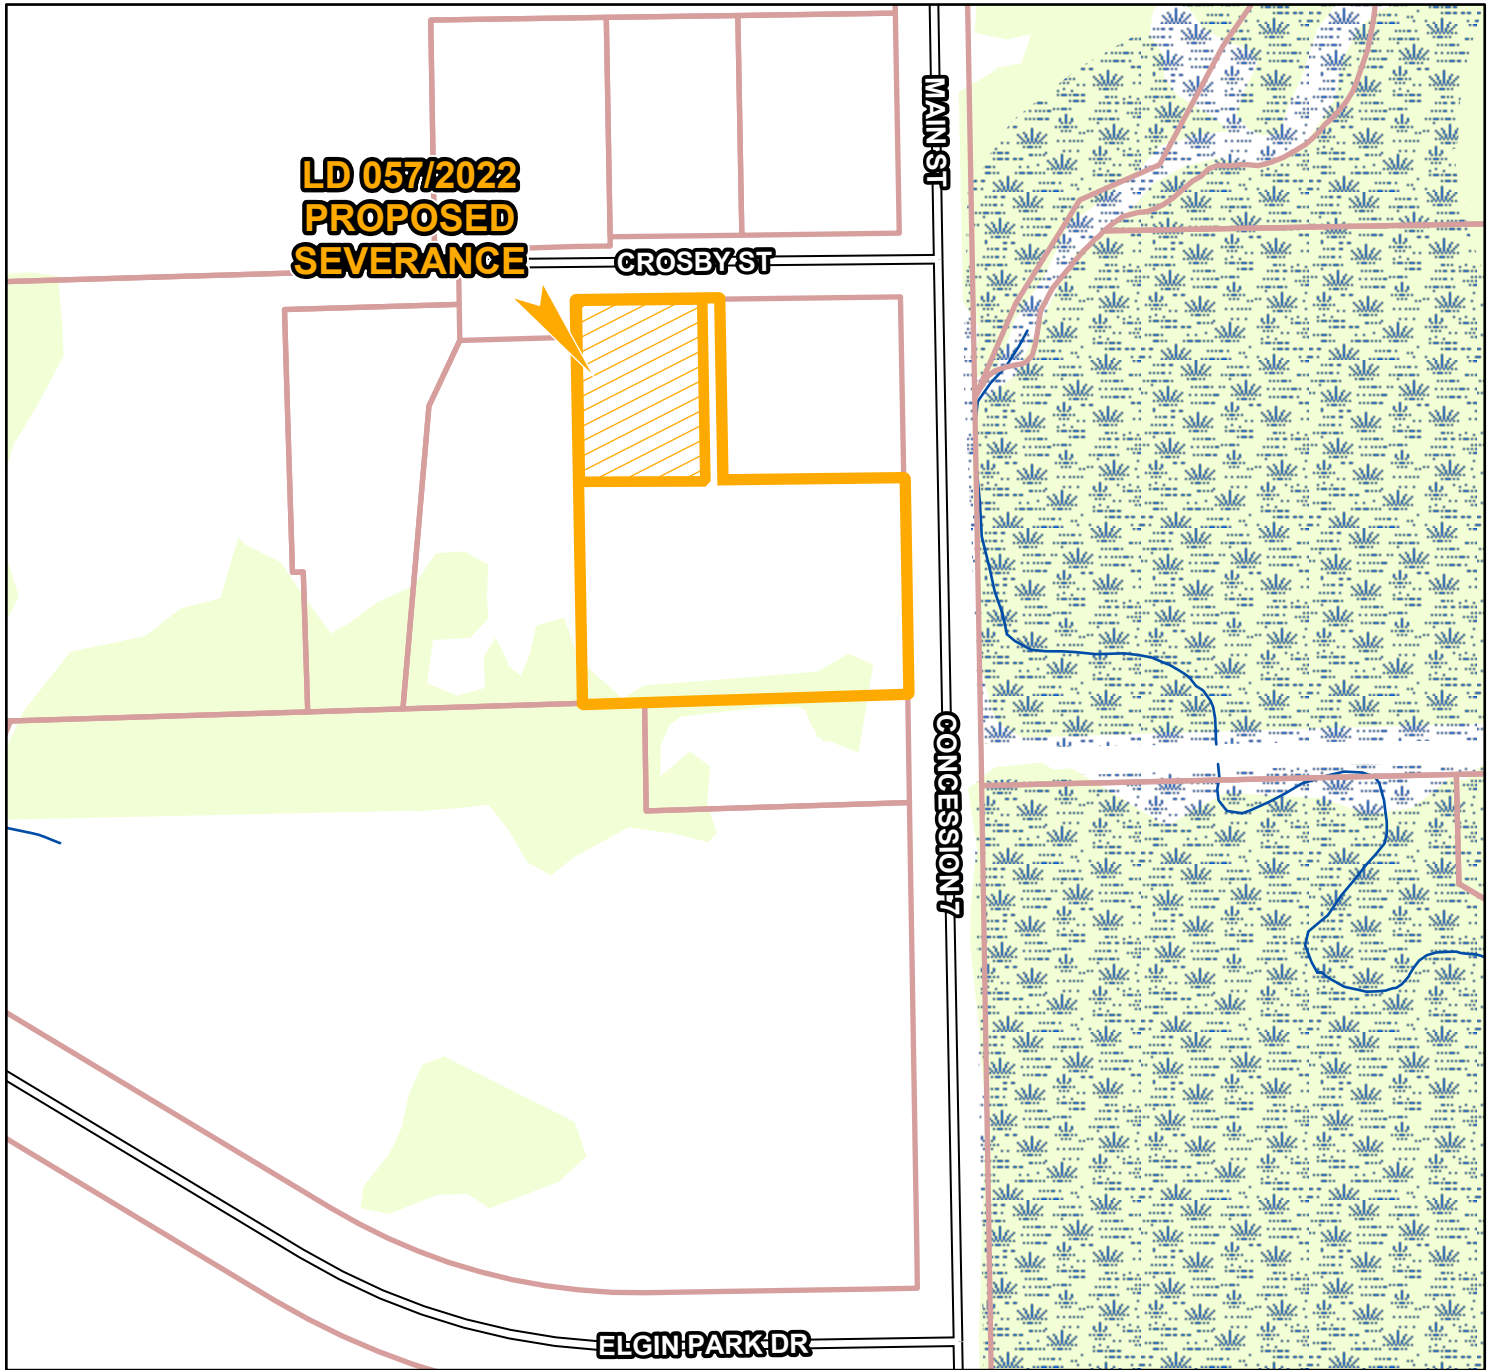 MAIN ST
LD 057/2022
PROPOSED
SEVERANCE
CROSBY ST
CONCESSION 7
ELGIN PARK DR